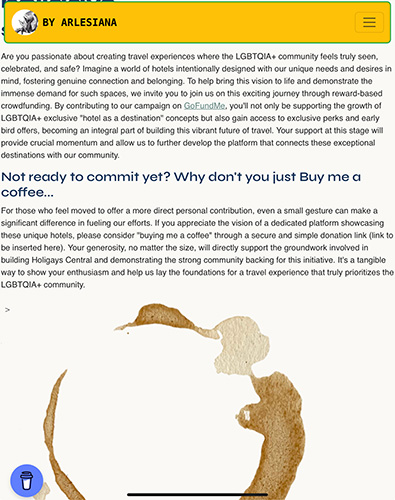 BY ARLESIANA
Are you passionate about creating travel experiences where the LGBTQIA+ community feels truly seen,
celebrated, and safe? Imagine a world of hotels intentionally designed with our unique needs and desires in
mind, fostering genuine connection and belonging. To help bring this vision to life and demonstrate the
immense demand for such spaces, we invite you to join us on this exciting journey through reward-based
crowdfunding. By contributing to our campaign on GoFundMe, you'll not only be supporting the growth of
LGBTQIA+ exclusive "hotel as a destination" concepts but also gain access to exclusive perks and early
bird offers, becoming an integral part of building this vibrant future of travel. Your support at this stage will
provide crucial momentum and allow us to further develop the platform that connects these exceptional
destinations with our community.
Not ready to commit yet? Why don't you just Buy me a
coffee...
For those who feel moved to offer a more direct personal contribution, even a small gesture can make a
significant difference in fueling our efforts. If you appreciate the vision of a dedicated platform showcasing
these unique hotels, please consider "buying me a coffee" through a secure and simple donation link (link to
be inserted here). Your generosity, no matter the size, will directly support the groundwork involved in
building Holigays Central and demonstrating the strong community backing for this initiative. It's a tangible
way to show your enthusiasm and help us lay the foundations for a travel experience that truly prioritizes the
LGBTQIA+ community.
>